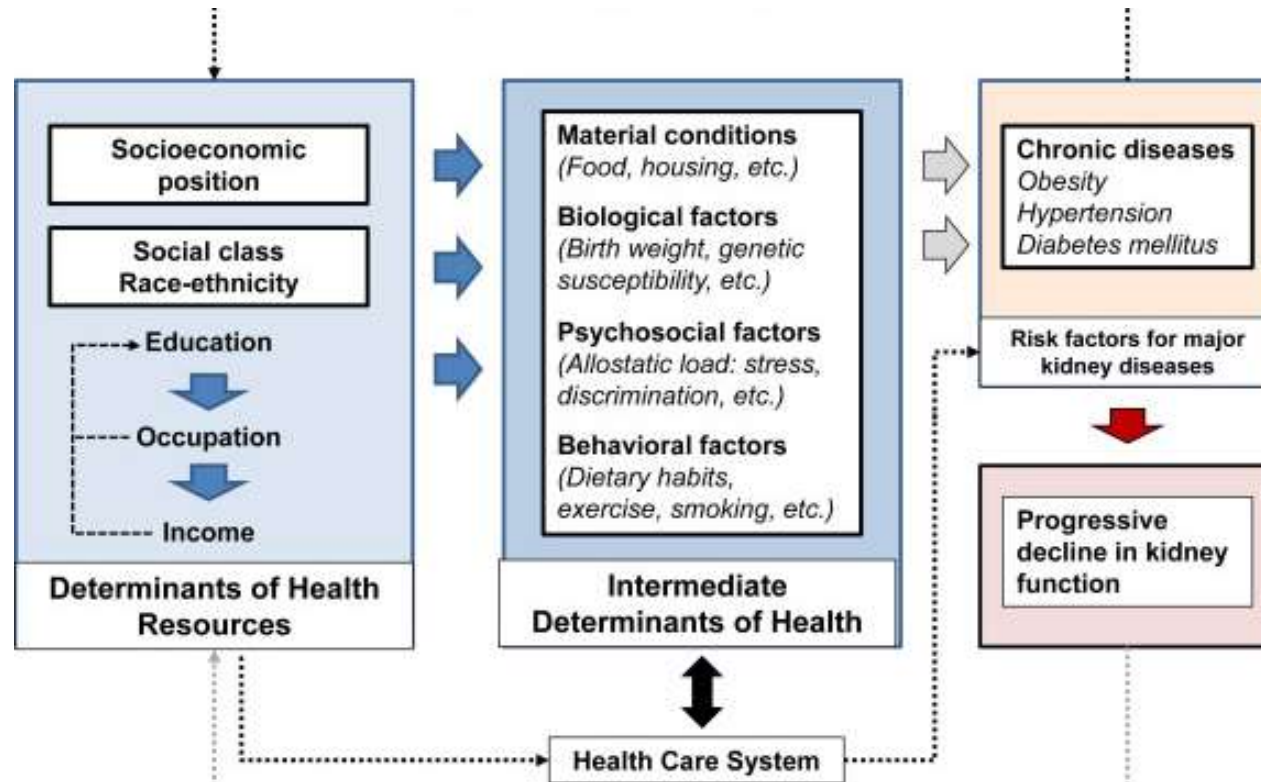 Socioeconomic
position
Social class
Race-ethnicity
Education
Occupation
Income
Determinants of Health
Resources
Material conditions
(Food, housing, etc.)
Biological factors
(Birth weight, genetic
susceptibility, etc.)
Psychosocial factors
(Allostatic load: stress,
discrimination, etc.)
Behavioral factors
(Dietary habits,
exercise, smoking, etc.)
Intermediate
Determinants of Health
Chronic diseases
Obesity
Hypertension
Diabetes mellitus
Risk factors for major
kidney diseases
Progressive
decline in kidney
function
Health Care System